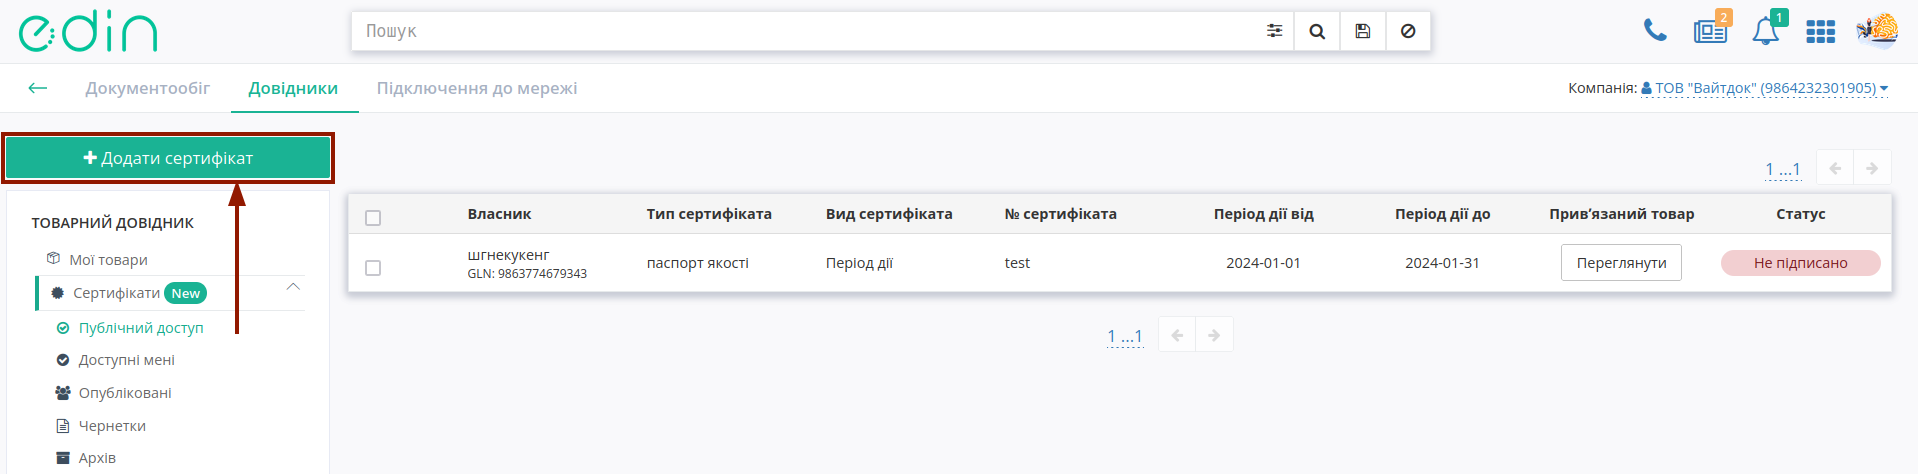 edin
Пошук
2
1
Документообіг Довідники Підключення до мережі
Компанія: ТОВ "Вайтдок" (9864232301905)
Додати сертифікат
1 ...1
ТОВАРНИЙ ДОВІДНИК
Мої товари
Сертифікати New
Публічний доступ
Доступні мені
Опубліковані
Чернетки
Архів
Власник Тип сертифіката Вид сертифіката № сертифіката Період дії від Період дії до Прив’язаний товар Статус
шгнекукенг
GLN: 9863774679343
паспорт якості Період дії test 2024-01-01 2024-01-31 Переглянути Не підписано
1 ...1